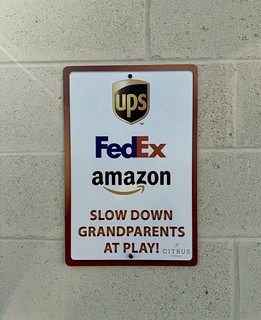 ups
FedEx
amazon
SLOW DOWN
GRANDPARENTS
AT PLAY!
CITRUS